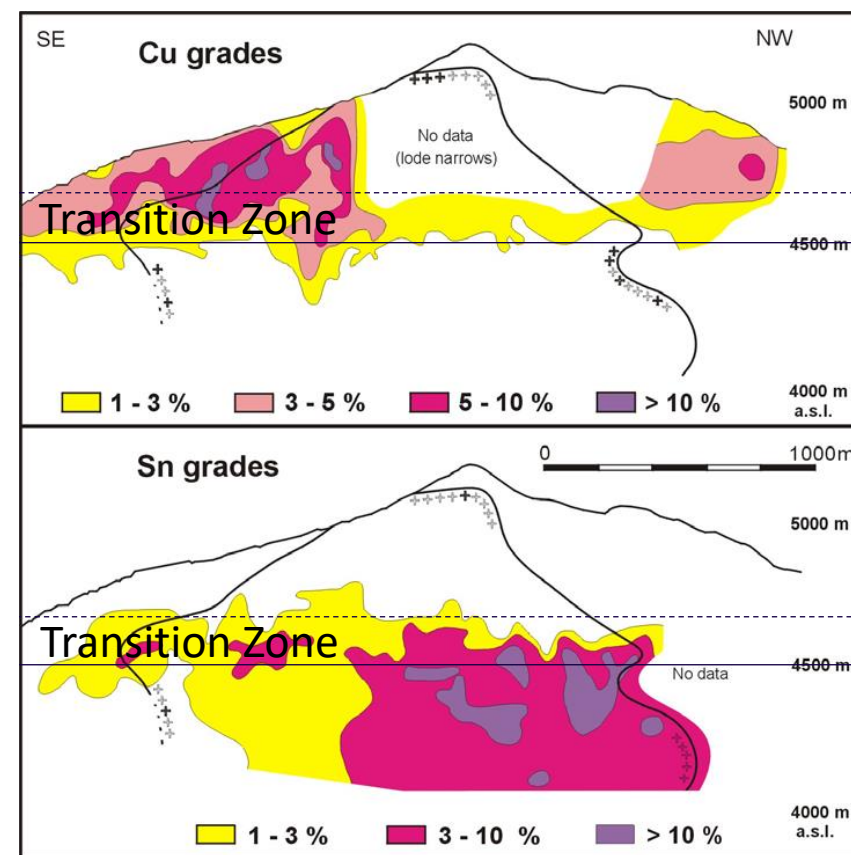 SE
NW
Cu grades
5000 m
No data
(lode narrows)
Transition Zone
4500 m
1 - 3 %
3 - 5 %
5 - 10 %
> 10 %
4000 m
a.s.l.
Sn grades
0
1000m
5000 m
Transition Zone
4500 m
No data
4000 m
a.s.l.
1 - 3 %
3 - 10 %
> 10 %